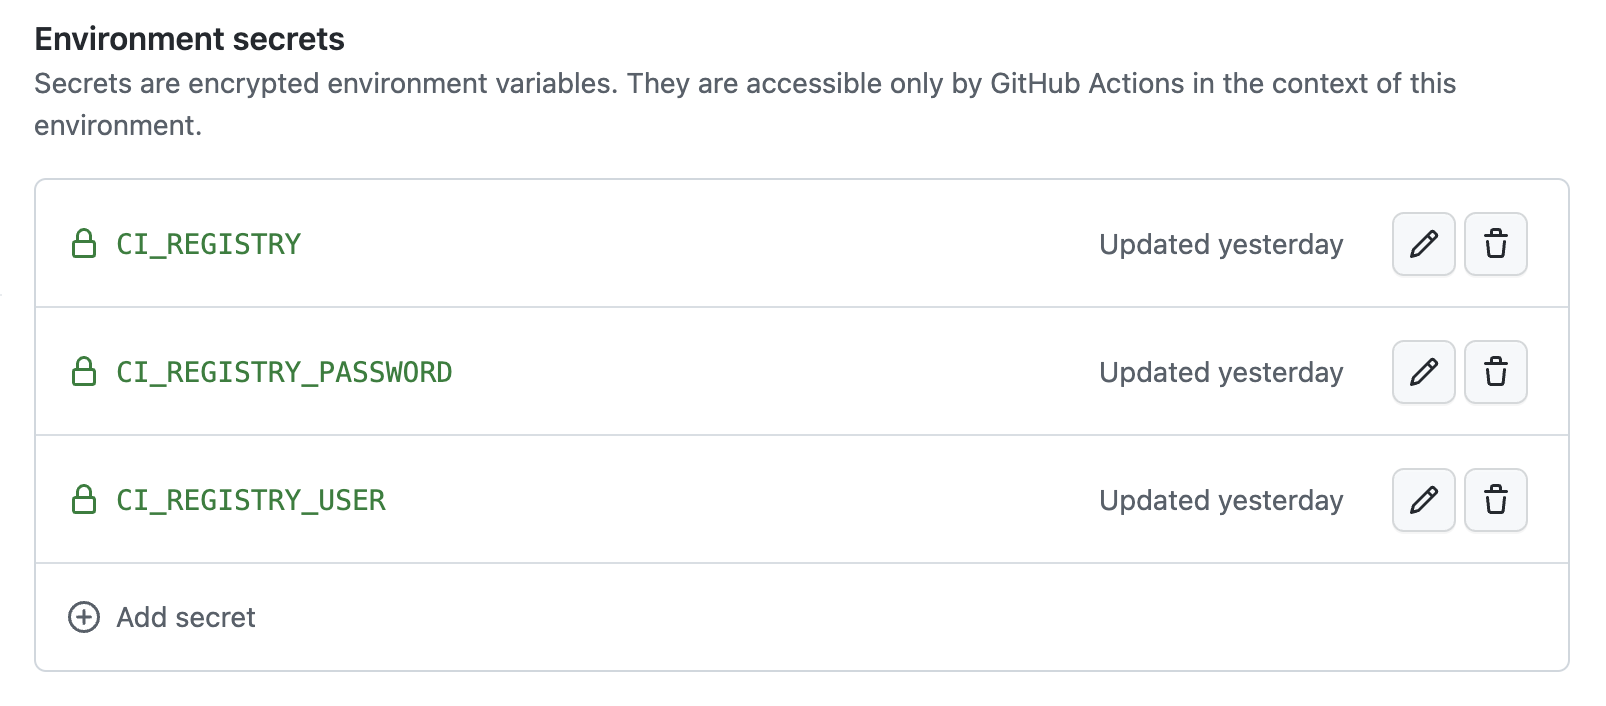 Environment secrets
Secrets are encrypted environment variables. They are accessible only by GitHub Actions in the context of this
environment.
CI_REGISTRY Updated yesterday
CI_REGISTRY_PASSWORD Updated yesterday
CI_REGISTRY_USER Updated yesterday
Add secret